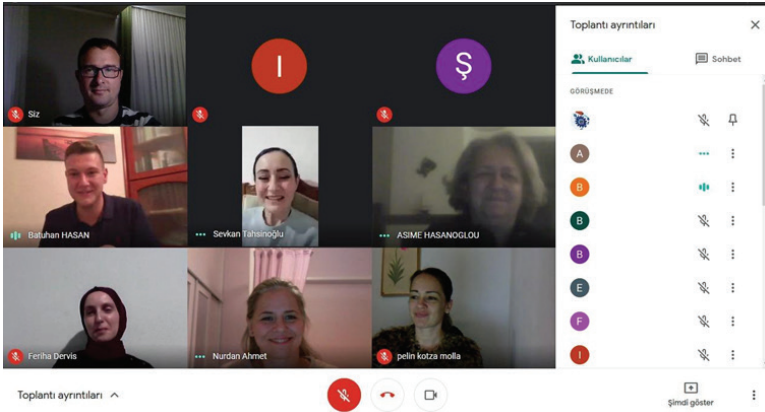 Siz
I
Ş
Batuhan HASAN
Sevkan Tahsinoğlu
ASIME HASANOGLOU
Feriha Dervis
Nurdan Ahmet
pelin kotza molla
Toplantı ayrıntıları
Kullanıcılar
Sohbet
GÖRÜŞMEDE
A
B
B
B
E
F
I
Toplantı ayrıntıları
Şimdi göster